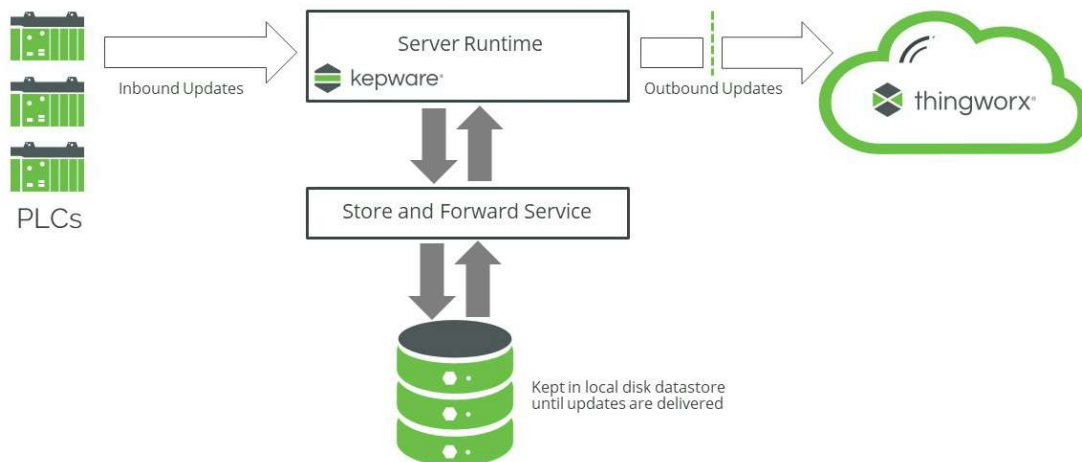 Server Runtime
kepware®
Inbound Updates
Outbound Updates
thingworx®
PLCs
Store and Forward Service
Kept in local disk datastore
until updates are delivered